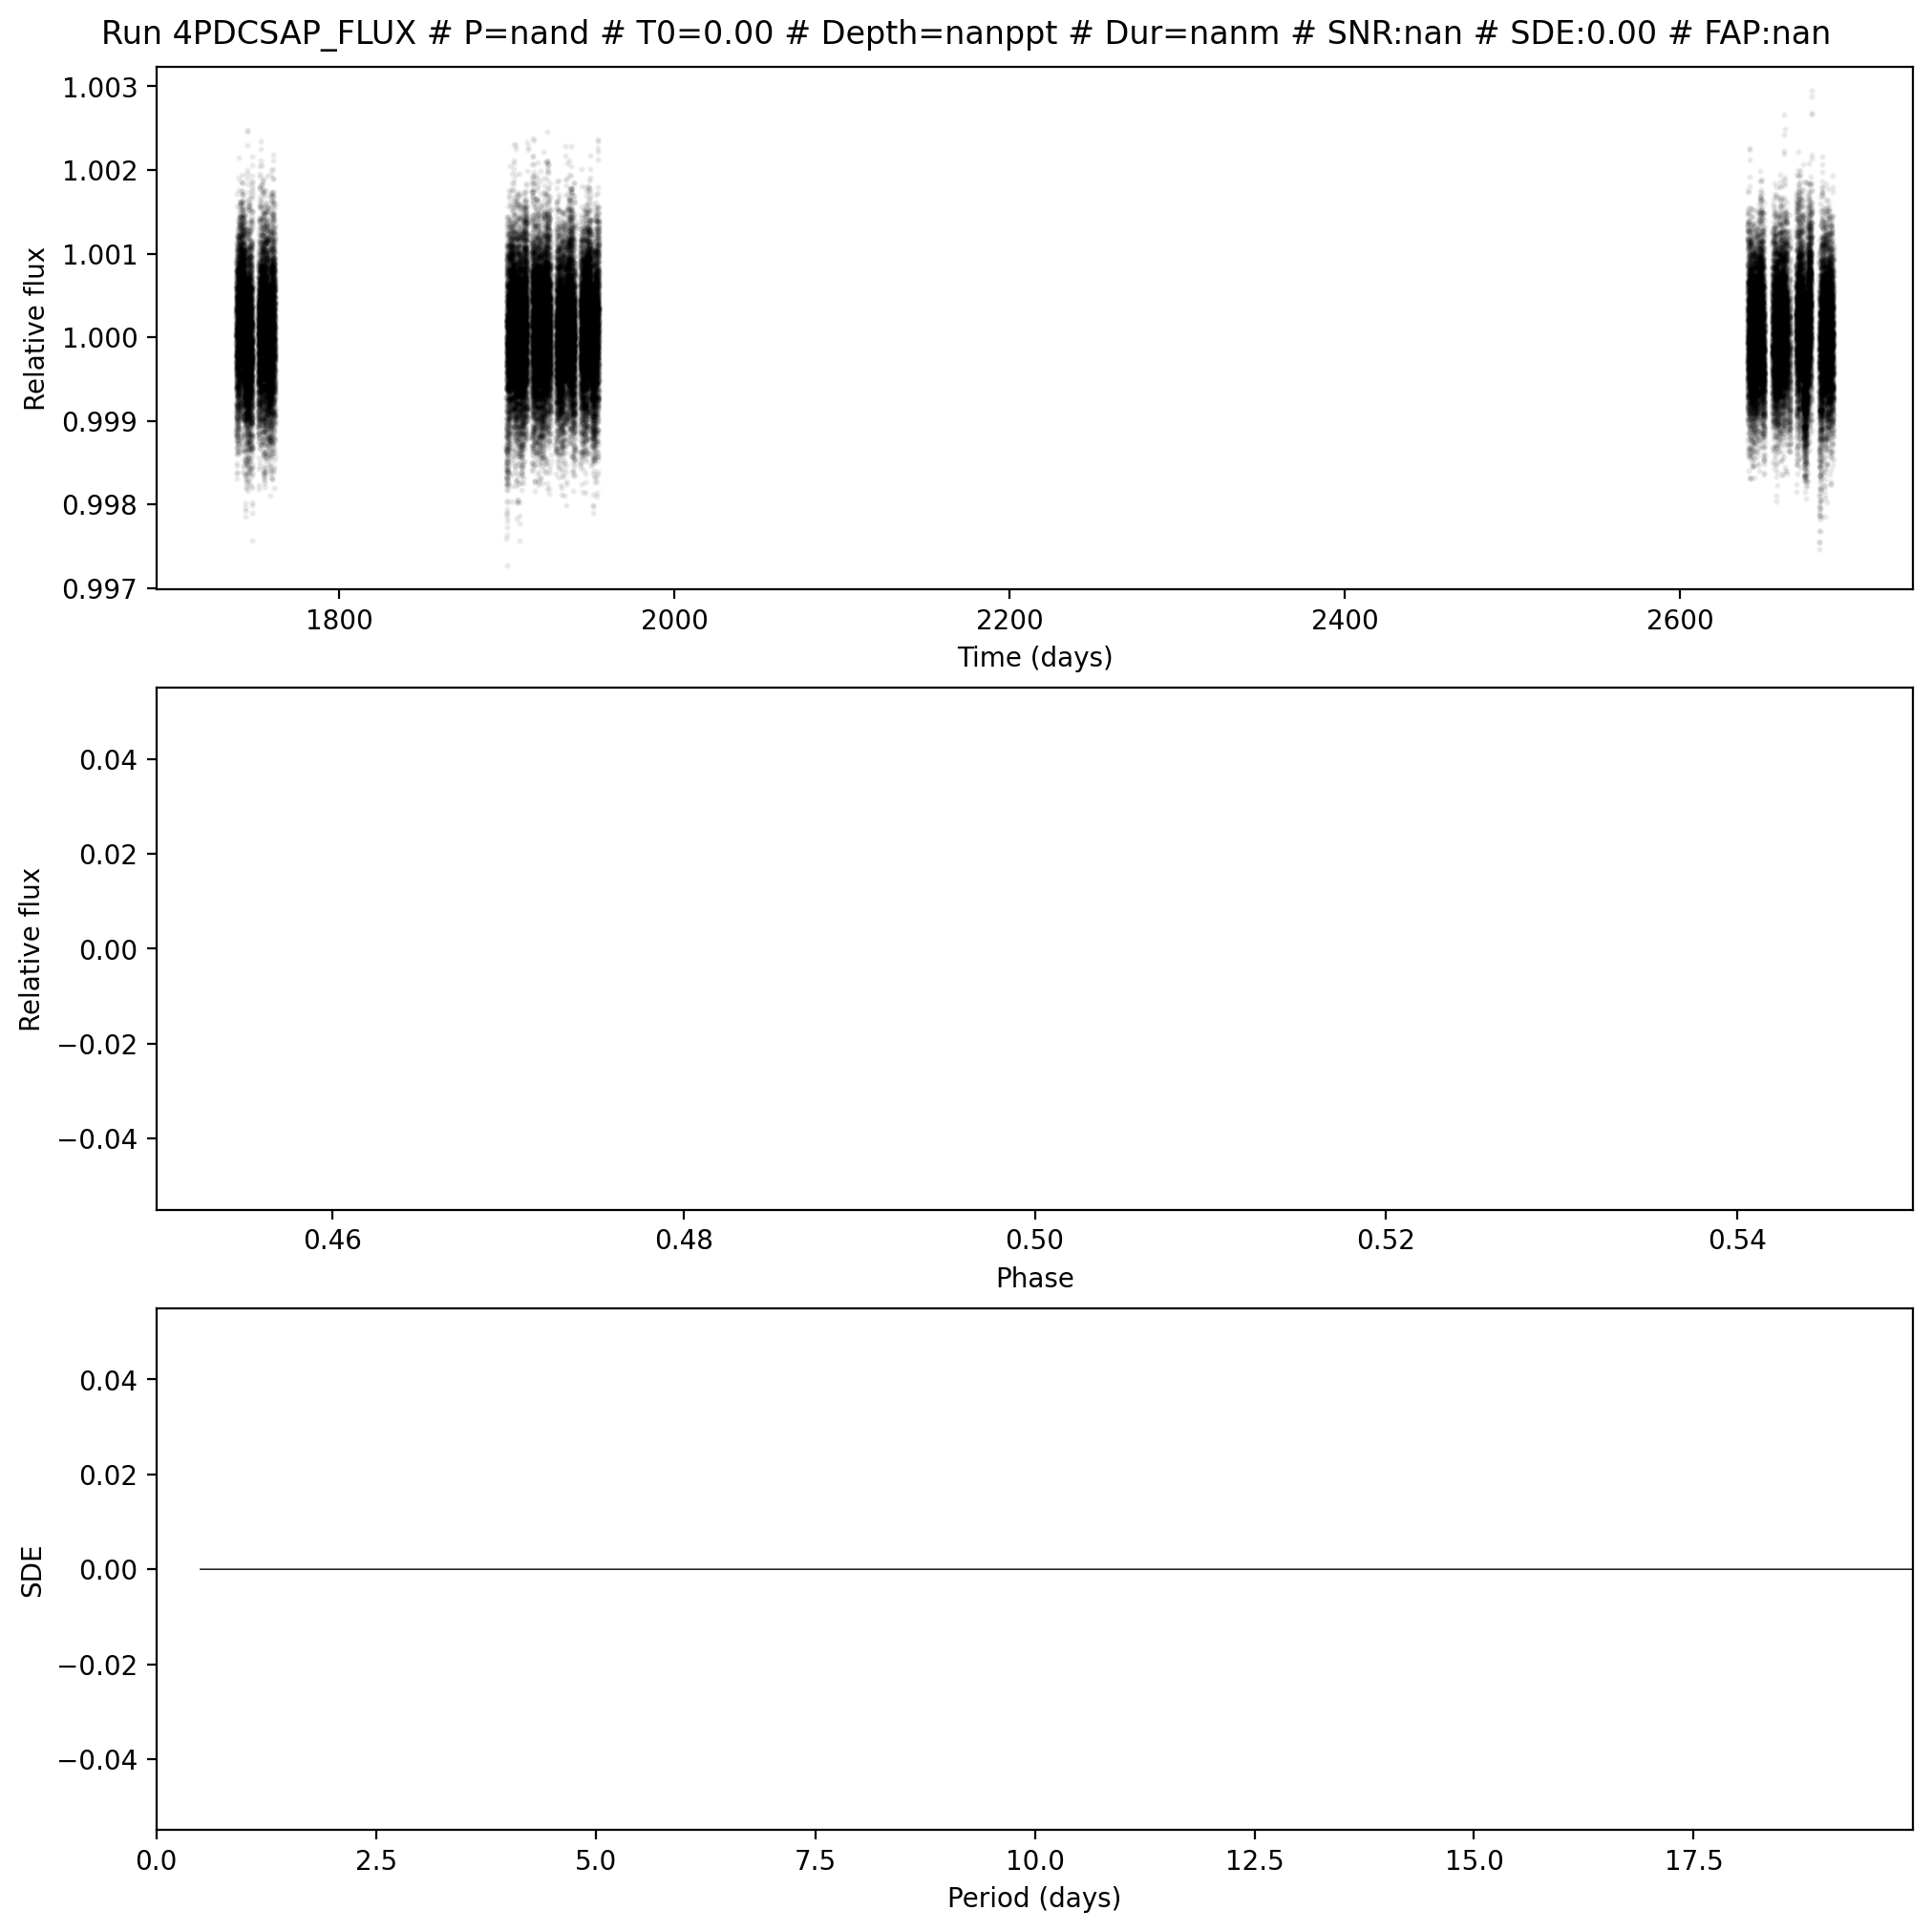 Run 4PDCSAP_FLUX # P=nand # T0=0.00 # Depth=nanppt # Dur=nanm # SNR:nan # SDE:0.00 # FAP:nan
1.003
1.002
1.001
1.000
0.999
0.998
0.997
Relative flux
1800 2000 2200 2400 2600
Time (days)
0.04
0.02
0.00
−0.02
−0.04
Relative flux
0.46 0.48 0.50 0.52 0.54
Phase
0.04
0.02
0.00
−0.02
−0.04
SDE
0.0 2.5 5.0 7.5 10.0 12.5 15.0 17.5
Period (days)